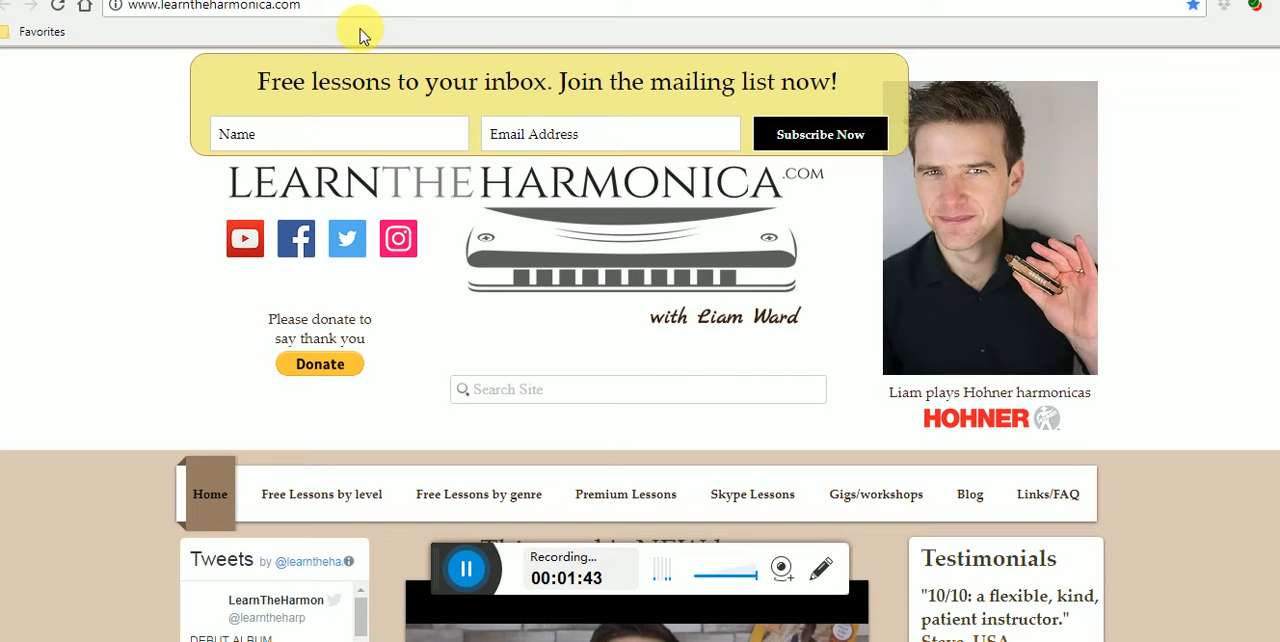 www.learntheharmonica.com
Favorites
Free lessons to your inbox. Join the mailing list now!
Name
Email Address
Subscribe Now
LEARNTHEHARMONICA.COM
with Liam Ward
Please donate to
say thank you
Donate
Search Site
Liam plays Hohner harmonicas
HOHNER
Home
Free Lessons by level
Free Lessons by genre
Premium Lessons
Skype Lessons
Gigs/workshops
Blog
Links/FAQ
Tweets by @learntheha
LearnTheHarmon
@learntheharp
DEBUT ALBUM
Recording...
00:01:43
Testimonials
"10/10: a flexible, kind,
patient instructor."
Steve, USA